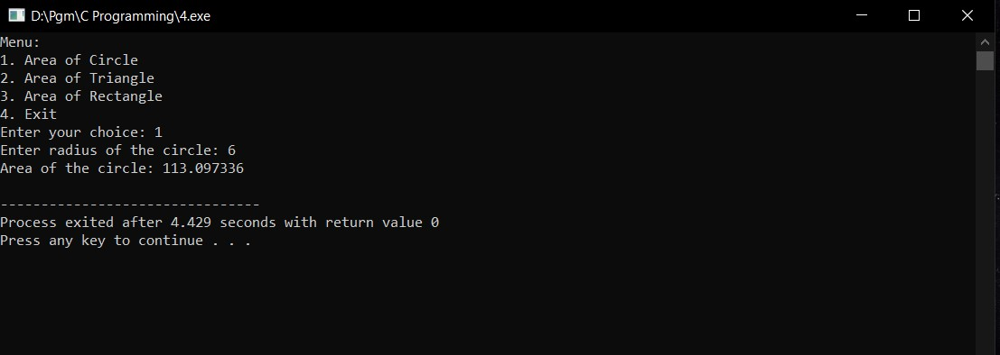 D:\Pgm\C Programming\4.exe
Menu:
1. Area of Circle
2. Area of Triangle
3. Area of Rectangle
4. Exit
Enter your choice: 1
Enter radius of the circle: 6
Area of the circle: 113.097336
--------------------------------
Process exited after 4.429 seconds with return value 0
Press any key to continue . . .